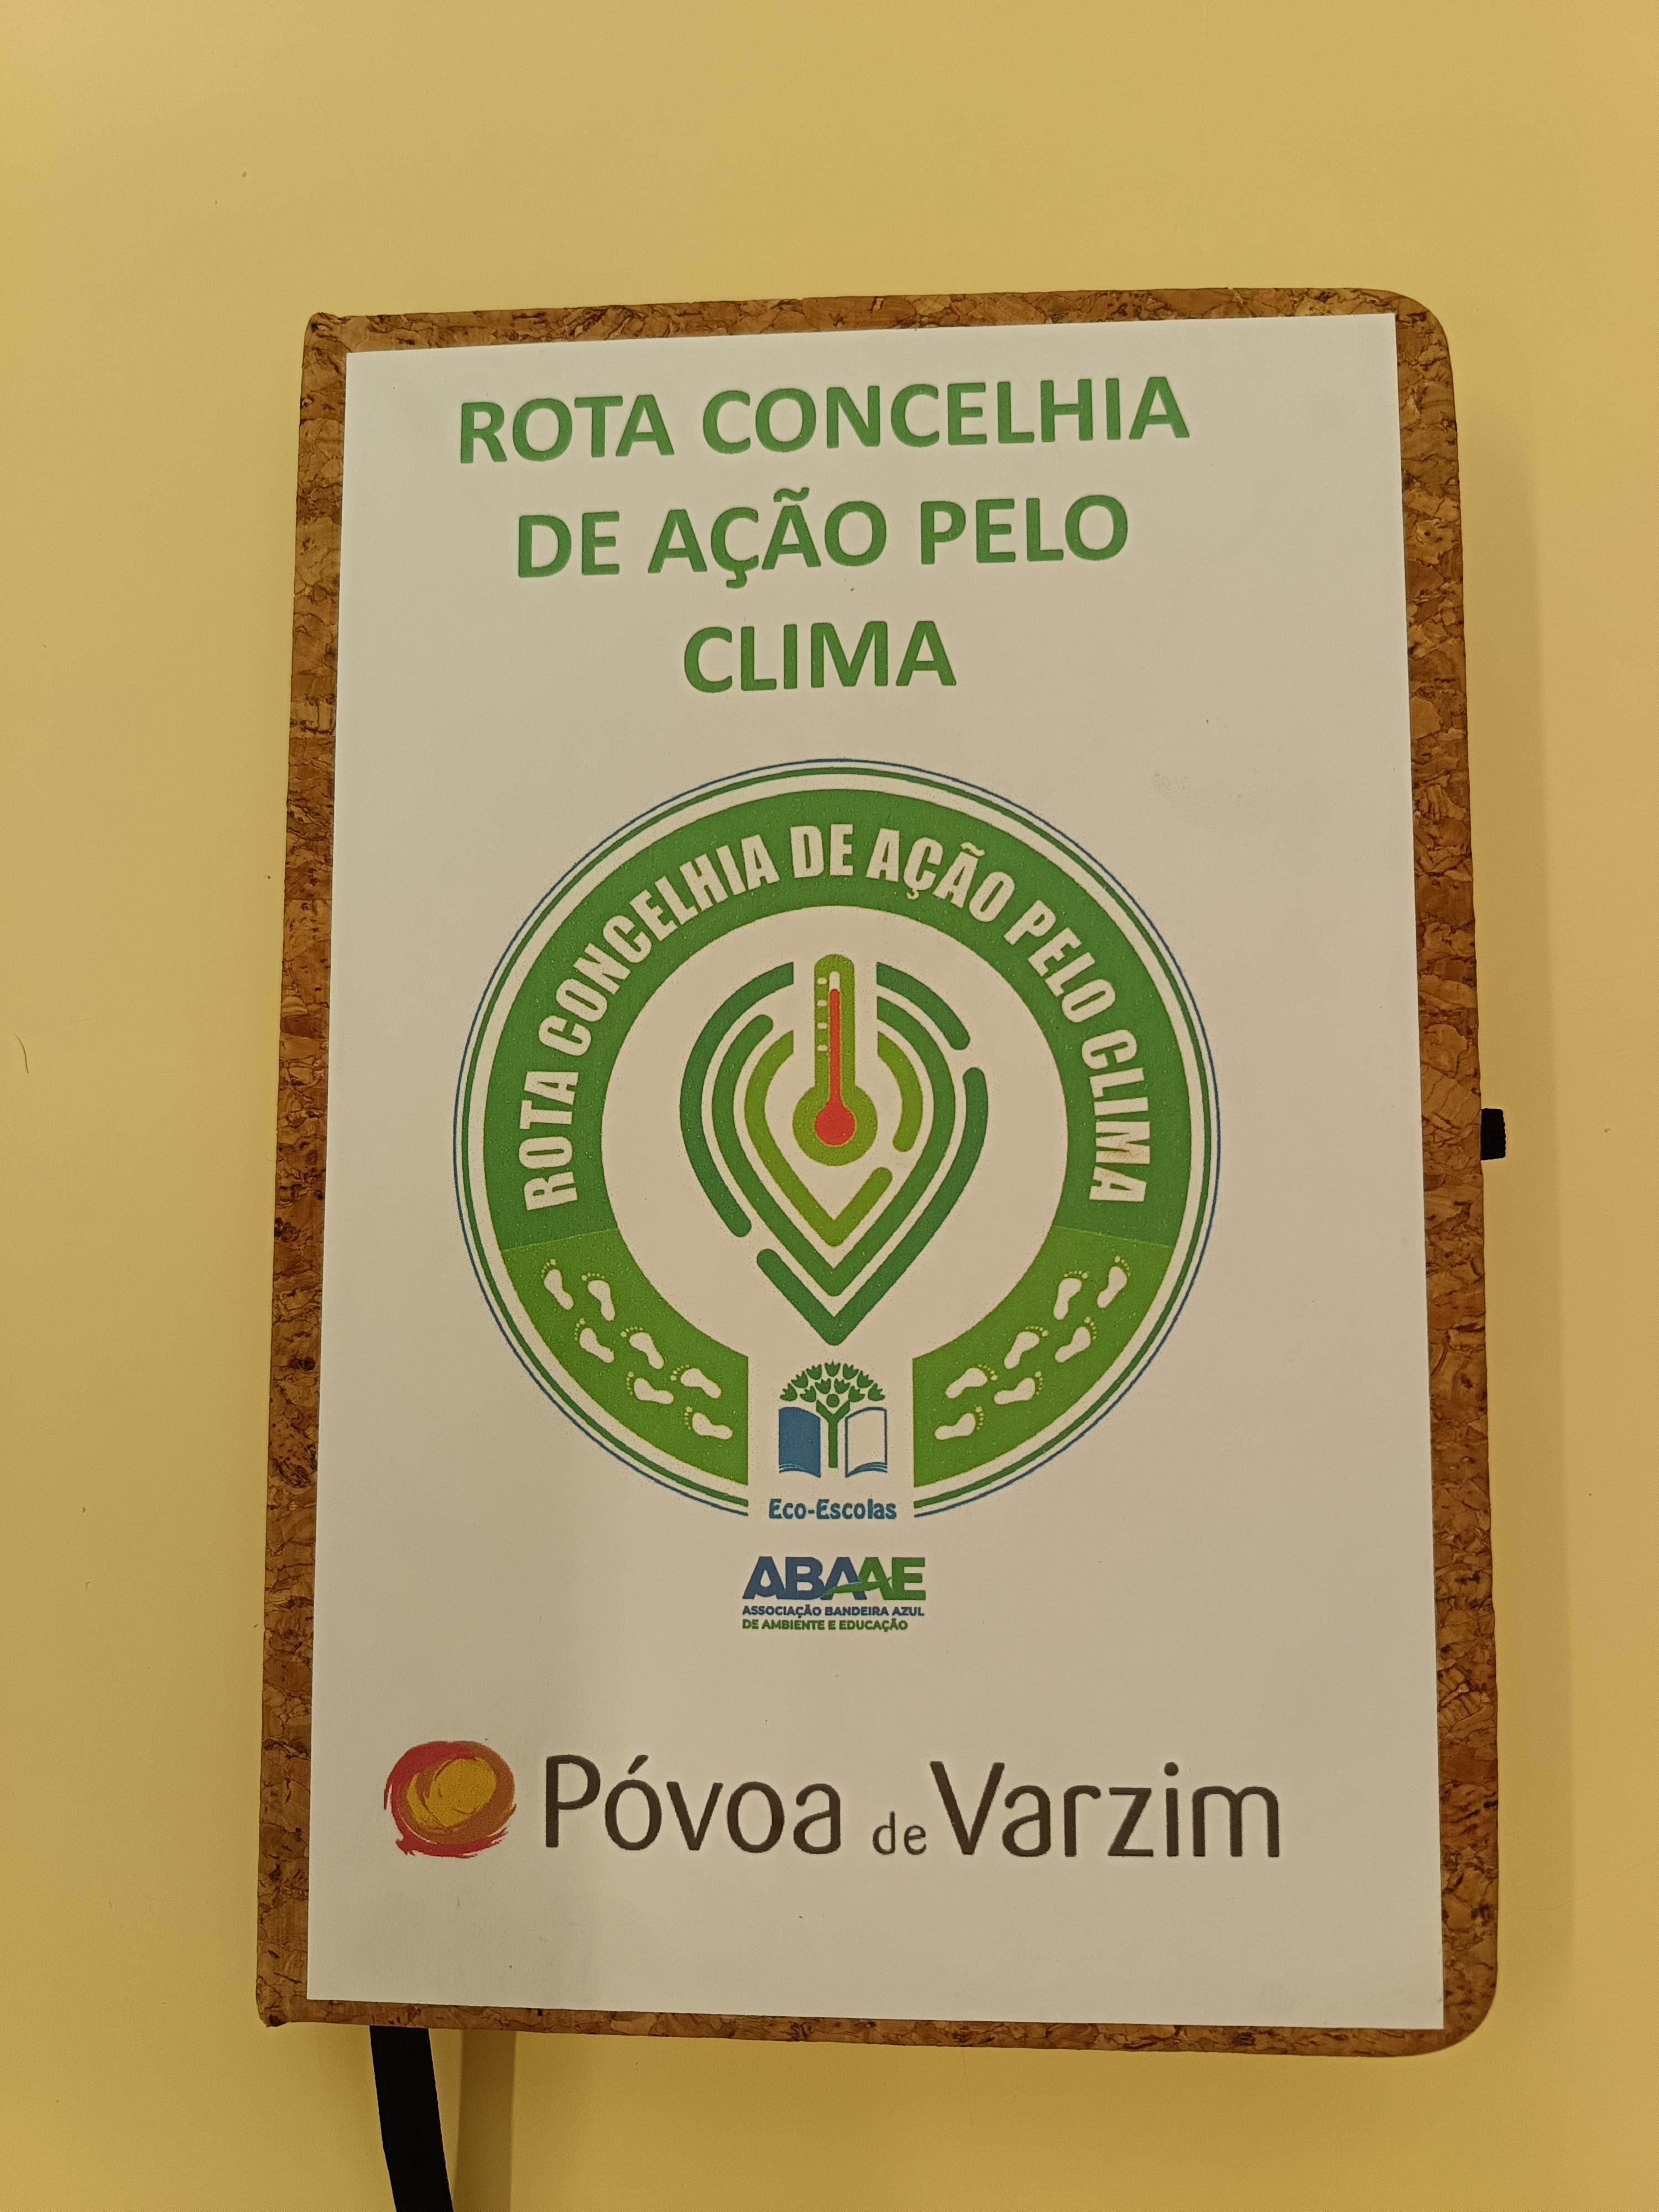 ROTA CONCELHIA
DE AÇÃO PELO
CLIMA
ROTA CONCELHIA DE AÇÃO PELO CLIMA
Eco-Escolas
ABAAE
ASSOCIAÇÃO BANDEIRA AZUL
DE AMBIENTE E EDUCAÇÃO
Póvoa de Varzim